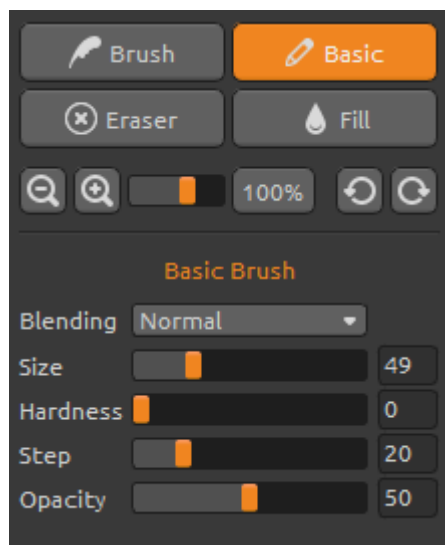 Brush Basic
Eraser Fill
100%
Basic Brush
Blending Normal
Size 49
Hardness 0
Step 20
Opacity 50